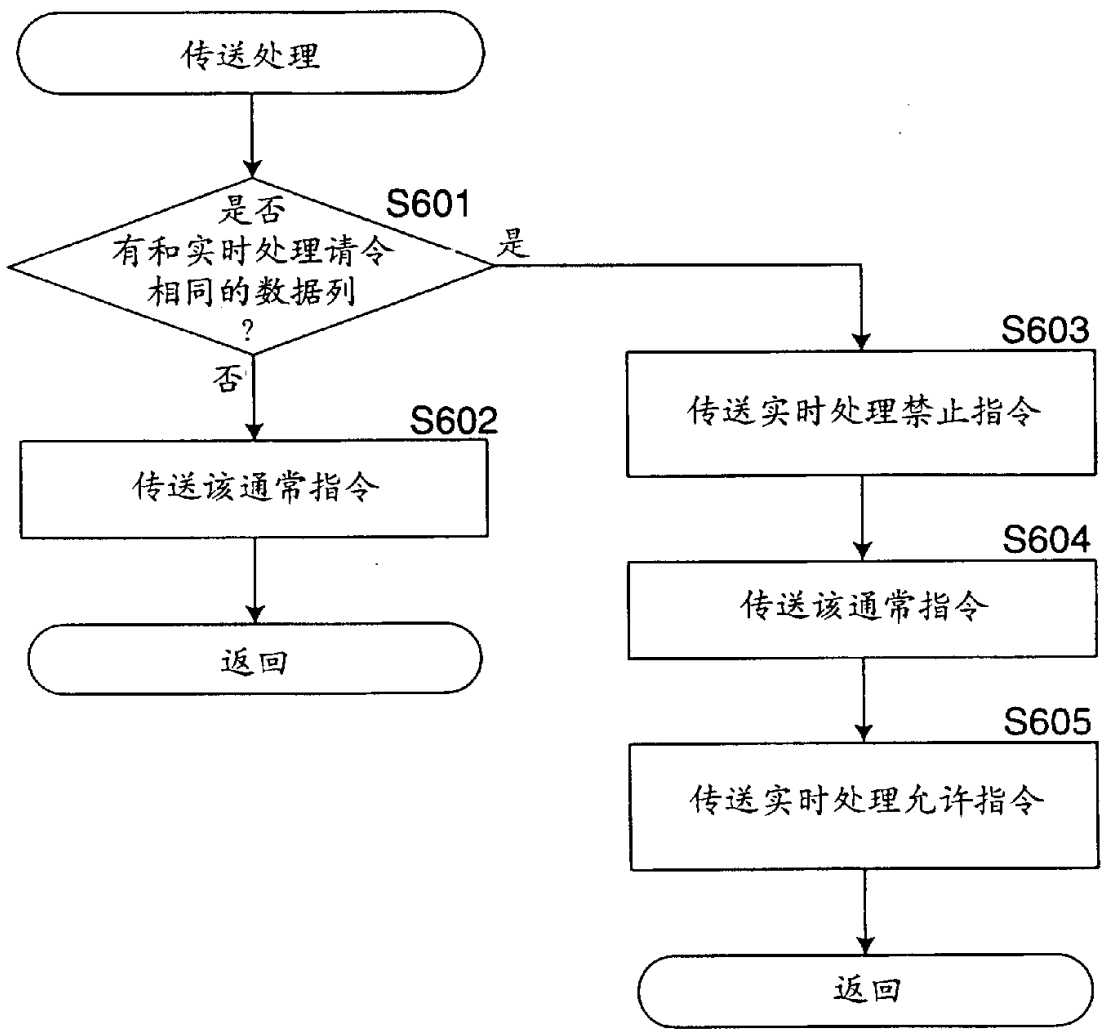 传送处理
S601
是否
有和实时处理请令
相同的数据列
?
是
否
S602
传送该通常指令
返回
S603
传送实时处理禁止指令
S604
传送该通常指令
S605
传送实时处理允许指令
返回